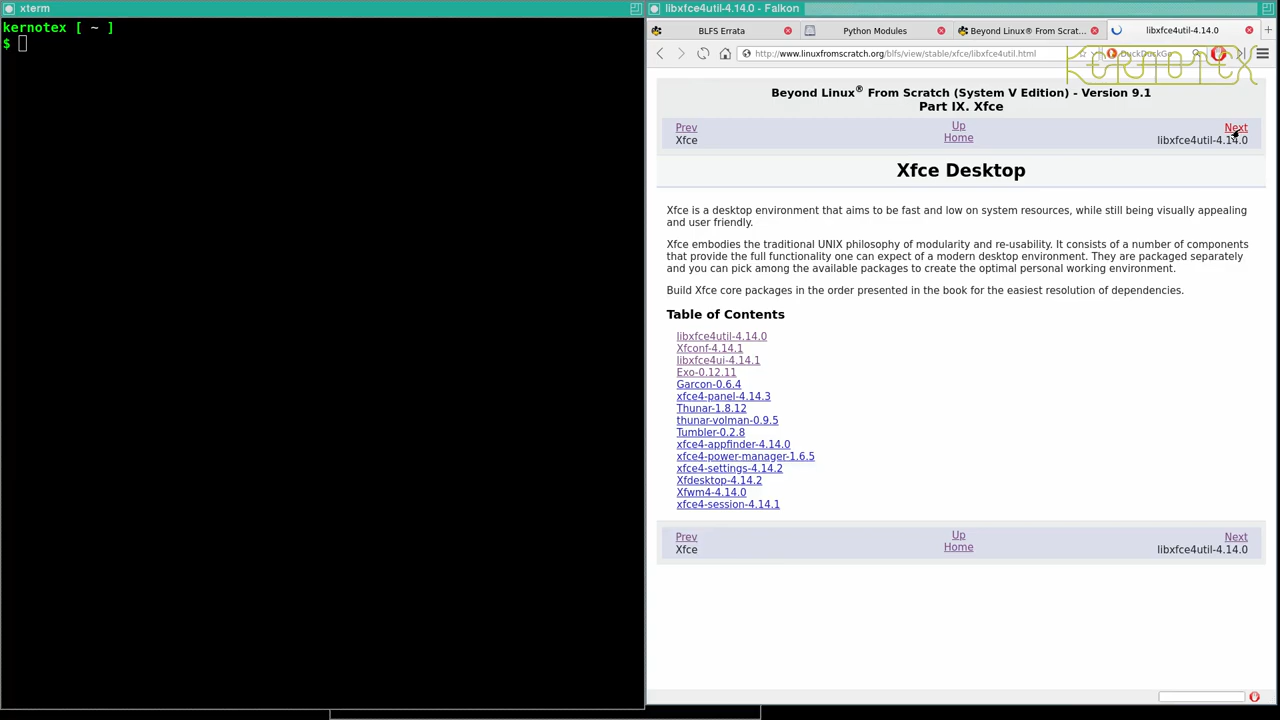 xterm
kernotex [ ~ ]
$
libxfce4util-4.14.0 - Falkon
BLFS Errata
Python Modules
Beyond Linux® From Scrat...
libxfce4util-4.14.0
http://www.linuxfromscratch.org/blfs/view/stable/xfce/libxfce4util.html
DuckDuckGo
kernotex
Beyond Linux® From Scratch (System V Edition) - Version 9.1
Part IX. Xfce
Prev Up Next
Xfce Home libxfce4util-4.14.0
Xfce Desktop
Xfce is a desktop environment that aims to be fast and low on system resources, while still being visually appealing
and user friendly.
Xfce embodies the traditional UNIX philosophy of modularity and re-usability. It consists of a number of components
that provide the full functionality one can expect of a modern desktop environment. They are packaged separately
and you can pick among the available packages to create the optimal personal working environment.
Build Xfce core packages in the order presented in the book for the easiest resolution of dependencies.
Table of Contents
libxfce4util-4.14.0
Xfconf-4.14.1
libxfce4ui-4.14.1
Exo-0.12.11
Garcon-0.6.4
xfce4-panel-4.14.3
Thunar-1.8.12
thunar-volman-0.9.5
Tumbler-0.2.8
xfce4-appfinder-4.14.0
xfce4-power-manager-1.6.5
xfce4-settings-4.14.2
Xfdesktop-4.14.2
Xfwm4-4.14.0
xfce4-session-4.14.1
Prev Up Next
Xfce Home libxfce4util-4.14.0